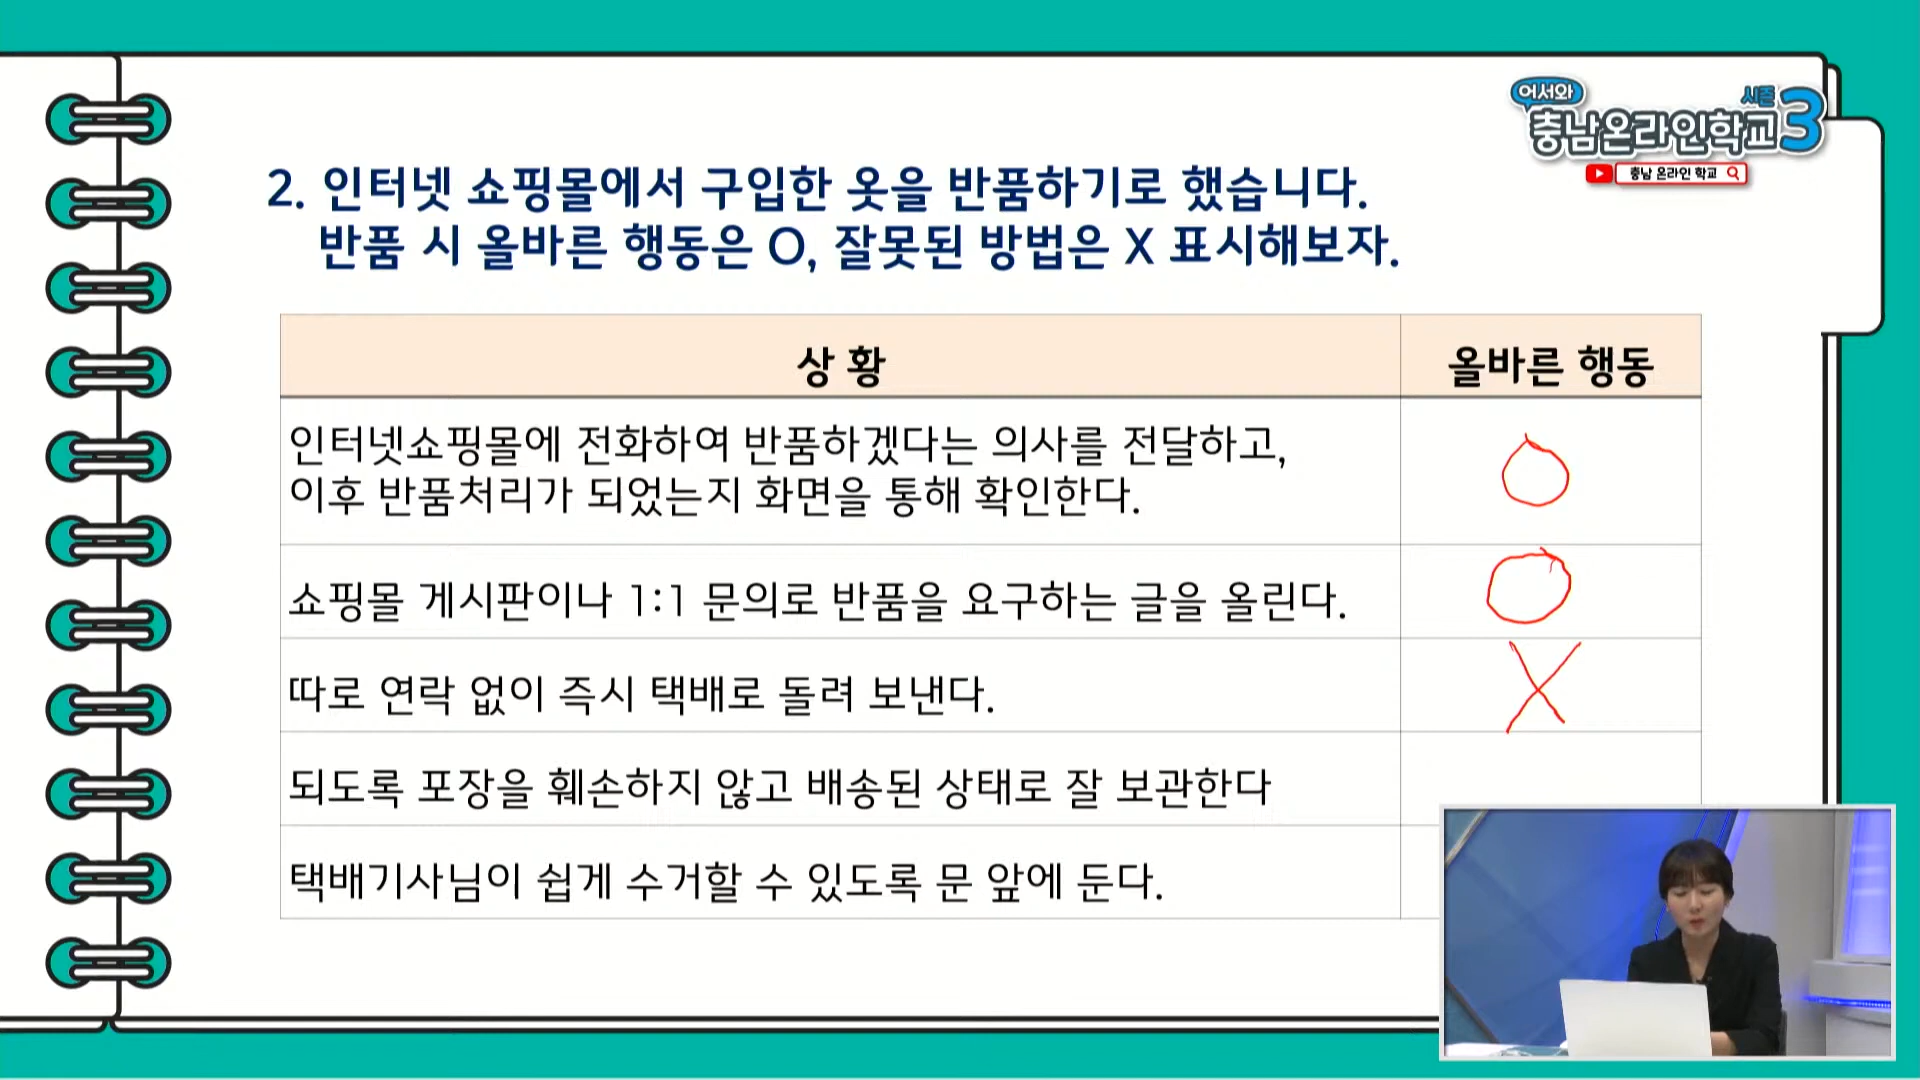 어서와
충남온라인학교
시즌3
충남 온라인 학교
2. 인터넷 쇼핑몰에서 구입한 옷을 반품하기로 했습니다.
반품 시 올바른 행동은 O, 잘못된 방법은 X 표시해보자.
상 황
올바른 행동
인터넷쇼핑몰에 전화하여 반품하겠다는 의사를 전달하고,
이후 반품처리가 되었는지 화면을 통해 확인한다.
O
쇼핑몰 게시판이나 1:1 문의로 반품을 요구하는 글을 올린다.
O
따로 연락 없이 즉시 택배로 돌려 보낸다.
X
되도록 포장을 훼손하지 않고 배송된 상태로 잘 보관한다
택배기사님이 쉽게 수거할 수 있도록 문 앞에 둔다.